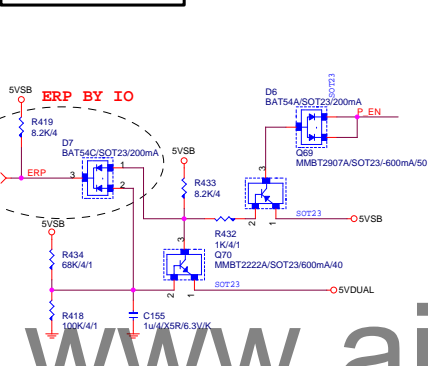 5VSB
ERP BY IO
R419
8.2K/4
D7
BAT54C/SOT23/200mA
ERP
3
1
2
5VSB
R433
8.2K/4
D6
BAT54A/SOT23/200mA
SOT23
P_EN
Q69
MMBT2907A/SOT23/-600mA/50
3
2
1
SOT23
5VSB
R432
1K/4/1
Q70
MMBT2222A/SOT23/600mA/40
3
2
1
SOT23
5VDUAL
5VSB
R434
68K/4/1
R418
100K/4/1
C155
1u/4/X5R/6.3V/K
www.ai